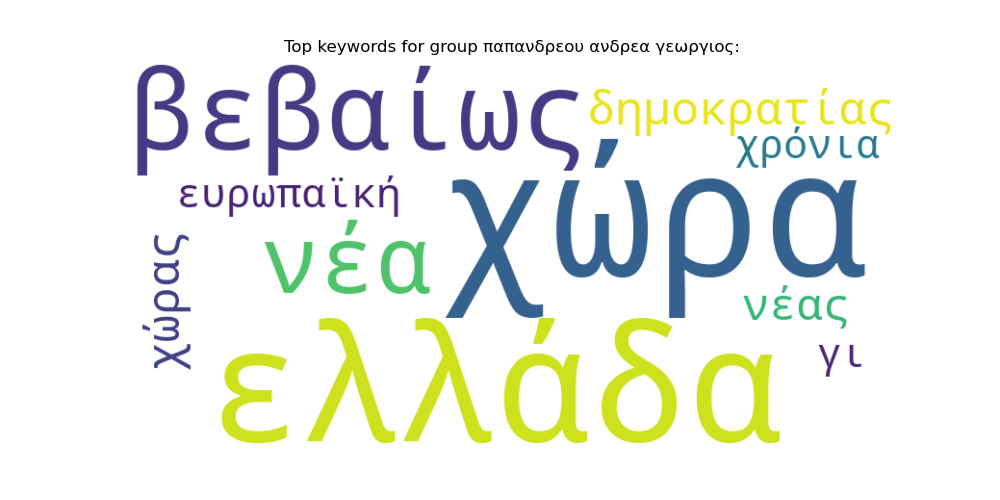 Top keywords for group παπανδρεου ανδρεα γεωργιος:
βεβαίως
δημοκρατίας
χρόνια
ευρωπαϊκή
χώρα
νέα
χώρας
νέας
γι
ελλάδα